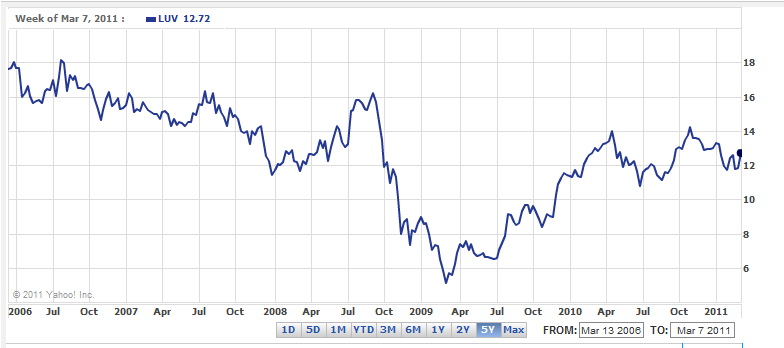 Week of Mar 7, 2011 : LUV 12.72
18
16
14
12
10
8
6
© 2011 Yahoo! Inc.
2006 Apr Jul Oct 2007 Apr Jul Oct 2008 Apr Jul Oct 2009 Apr Jul Oct 2010 Apr Jul Oct 2011
1D 5D 1M YTD 3M 6M 1Y 2Y 5Y Max FROM: Mar 13 2006 TO: Mar 7 2011